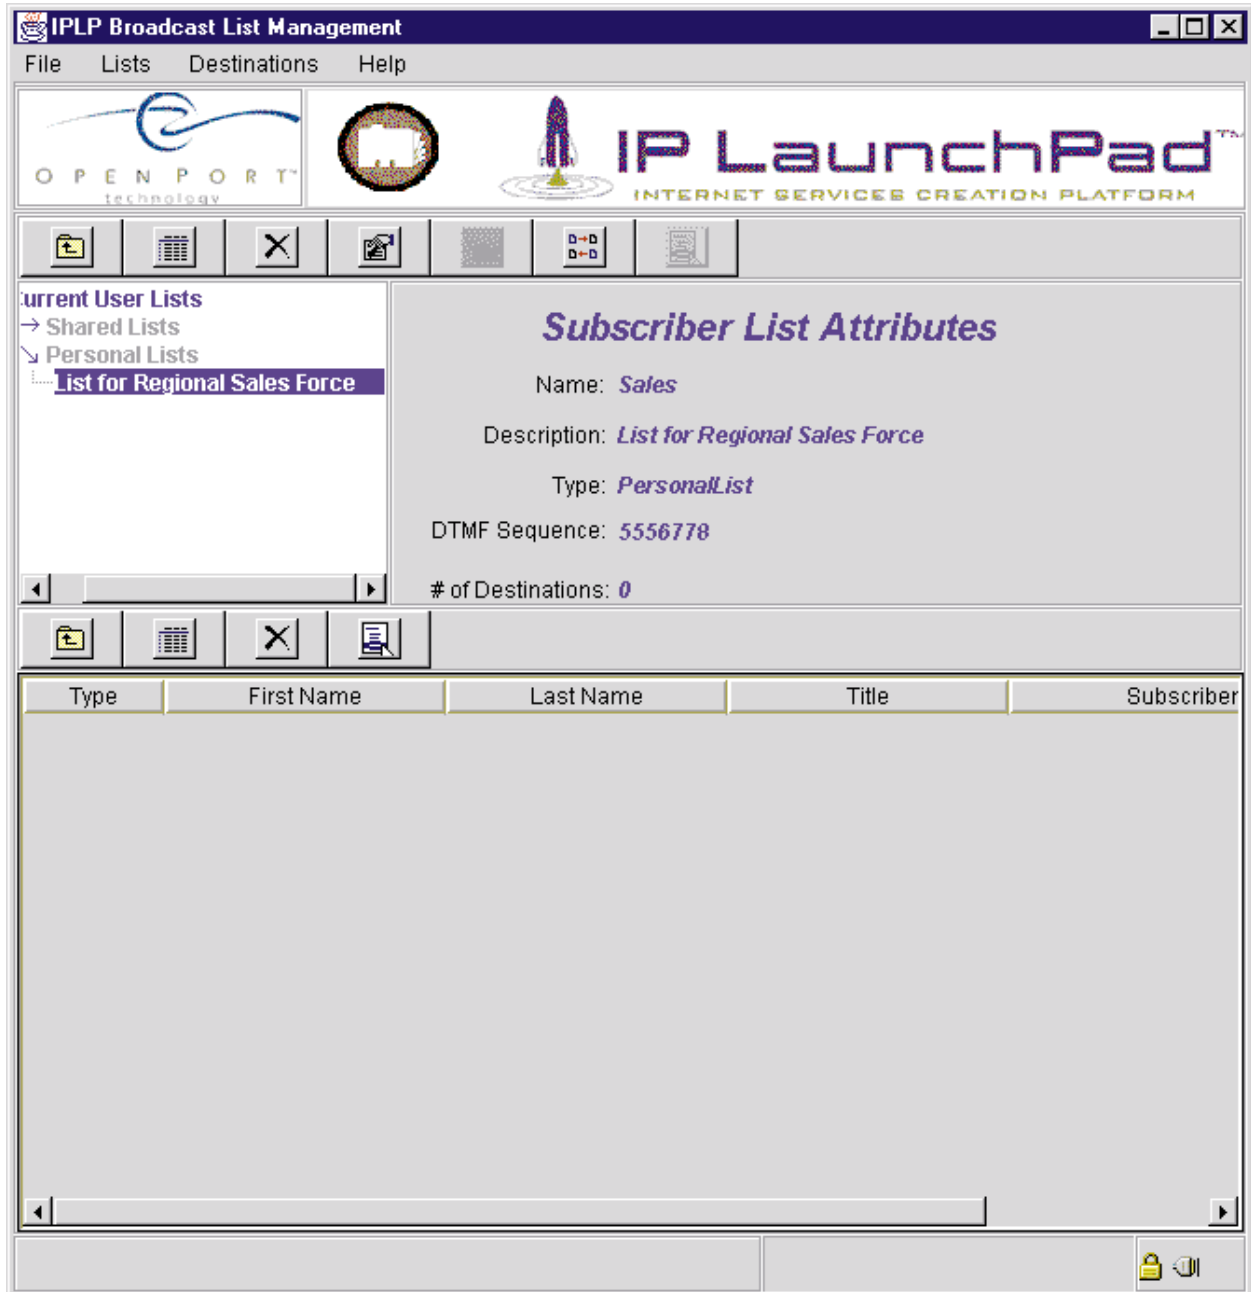 IPLP Broadcast List Management
File Lists Destinations Help
OPENPORT™
technology
IP LaunchPad™
INTERNET SERVICES CREATION PLATFORM
urrent User Lists
Shared Lists
Personal Lists
List for Regional Sales Force
Subscriber List Attributes
Name: Sales
Description: List for Regional Sales Force
Type: PersonalList
DTMF Sequence: 5556778
# of Destinations: 0
Type First Name Last Name Title Subscriber